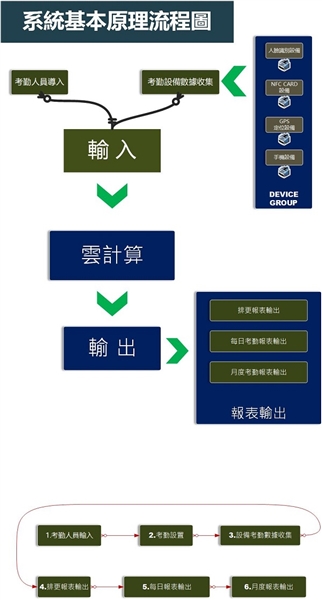 系統基本原理流程圖
考勤人員導入
考勤設備數據收集
人臉識別設備
NFC CARD
設備
GPS
定位設備
手機設備
DEVICE
GROUP
輸入
雲計算
輸出
排更報表輸出
每日考勤報表輸出
月度考勤報表輸出
報表輸出
1.考勤人員輸入
2.考勤設置
3.設備考勤數據收集
4.排更報表輸出
5.每日報表輸出
6.月度報表輸出